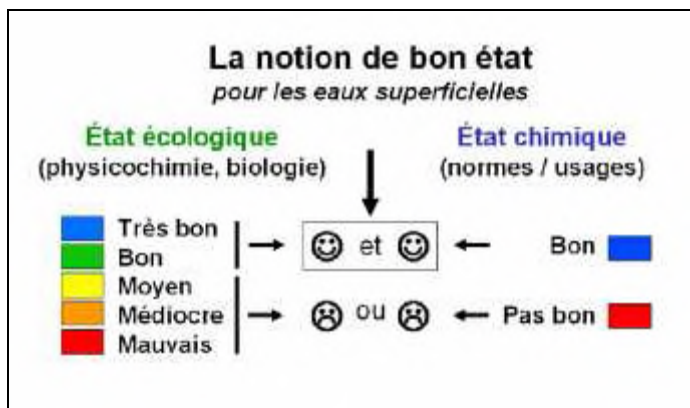 La notion de bon état
pour les eaux superficielles
État écologique
(physicochimie, biologie)
État chimique
(normes / usages)
Très bon
Bon
Moyen
Médiocre
Mauvais
et
ou
Bon
Pas bon